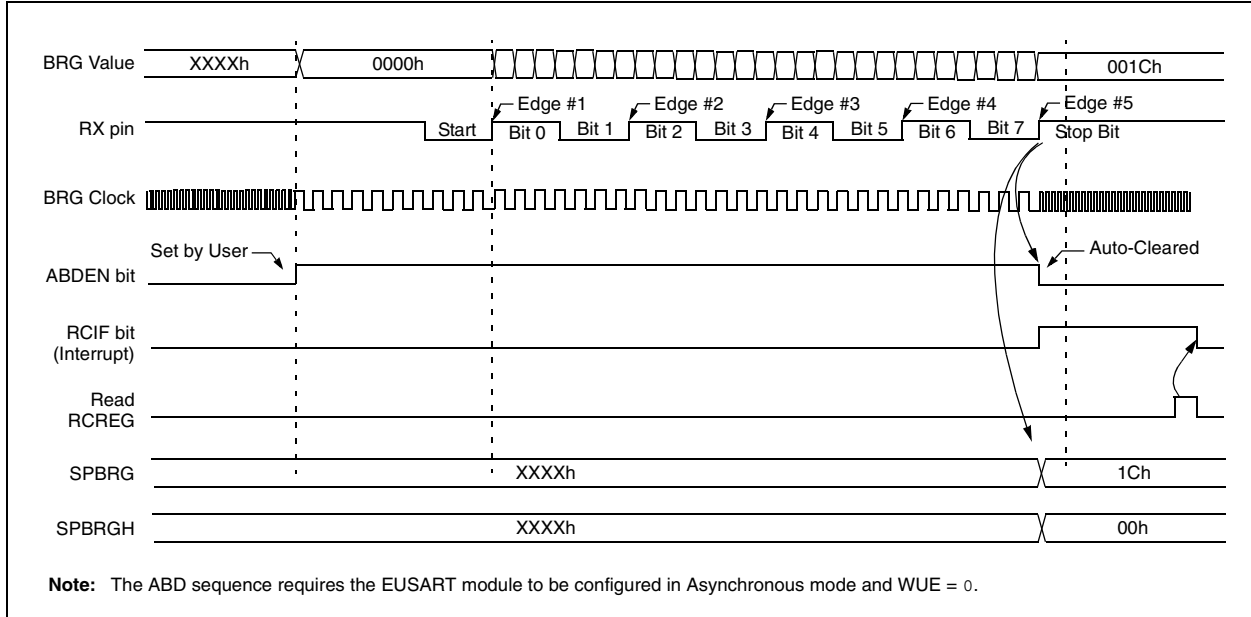 BRG Value XXXXh 0000h 001Ch
Edge #1 Edge #2 Edge #3 Edge #4 Edge #5
RX pin Start Bit 0 Bit 1 Bit 2 Bit 3 Bit 4 Bit 5 Bit 6 Bit 7 Stop Bit
BRG Clock
Set by User Auto-Cleared
ABDEN bit
RCIF bit
(Interrupt)
Read
RCREG
SPBRG XXXXh 1Ch
SPBRGH XXXXh 00h
Note: The ABD sequence requires the EUSART module to be configured in Asynchronous mode and WUE = 0.